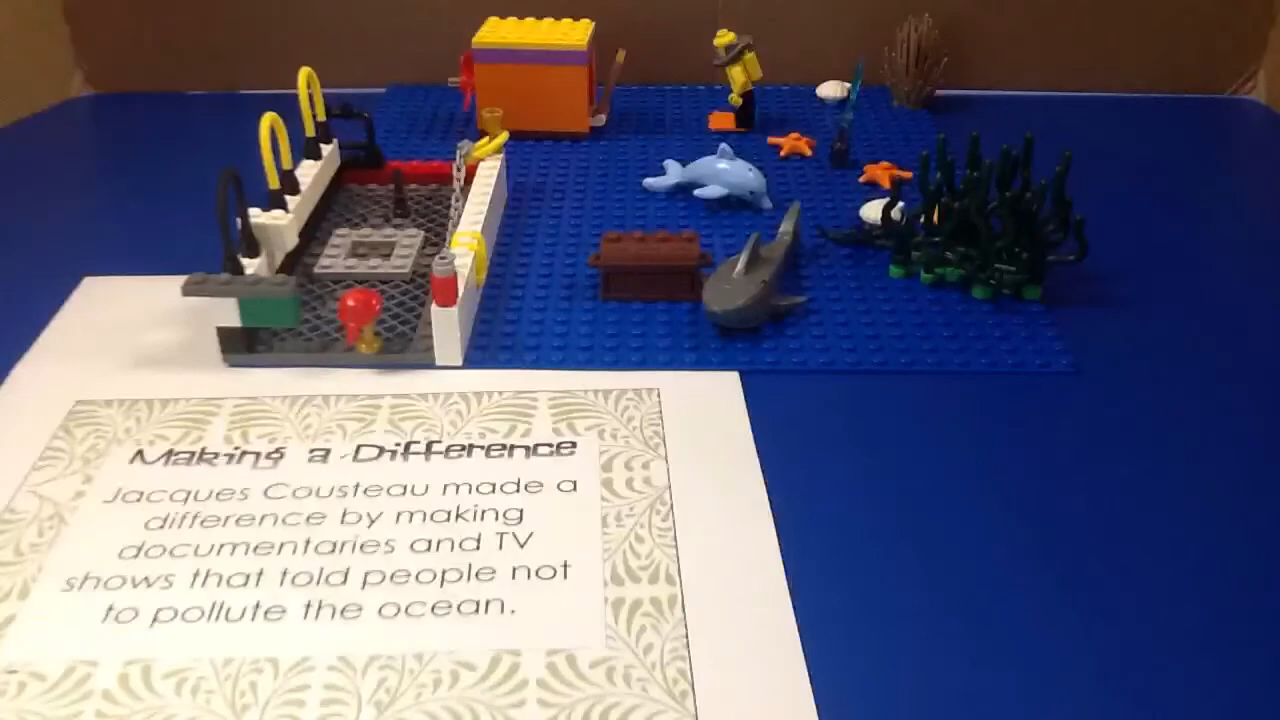 Making a Difference
Jacques Cousteau made a
difference by making
documentaries and TV
shows that told people not
to pollute the ocean.